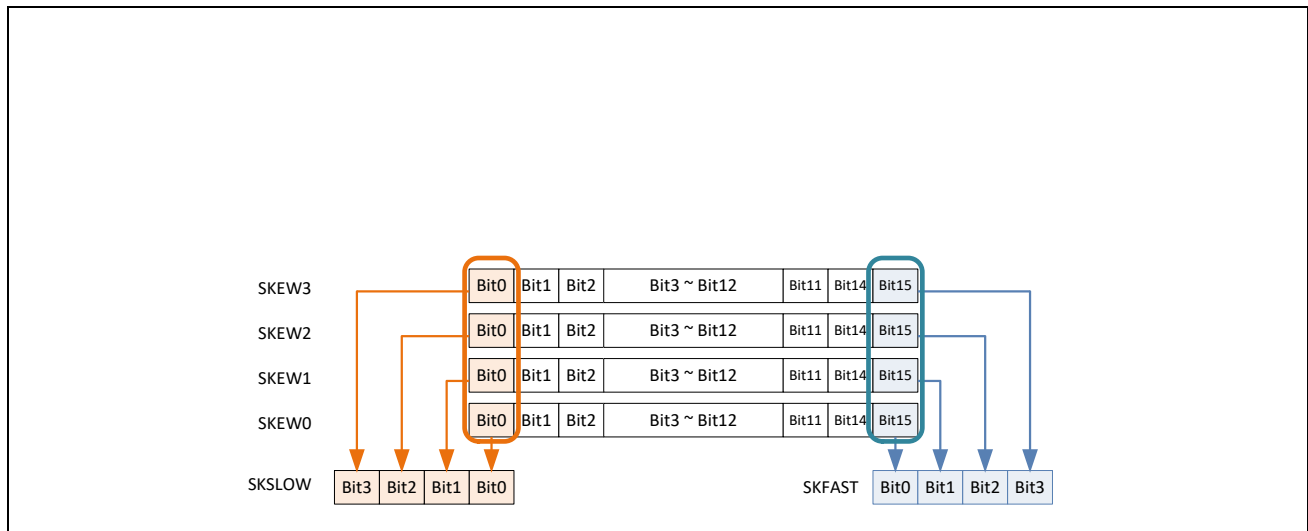 SKEW3 Bit0 Bit1 Bit2 Bit3 ~ Bit12 Bit11 Bit14 Bit15
SKEW2 Bit0 Bit1 Bit2 Bit3 ~ Bit12 Bit11 Bit14 Bit15
SKEW1 Bit0 Bit1 Bit2 Bit3 ~ Bit12 Bit11 Bit14 Bit15
SKEW0 Bit0 Bit1 Bit2 Bit3 ~ Bit12 Bit11 Bit14 Bit15
SKSLOW Bit3 Bit2 Bit1 Bit0 SKFAST Bit0 Bit1 Bit2 Bit3